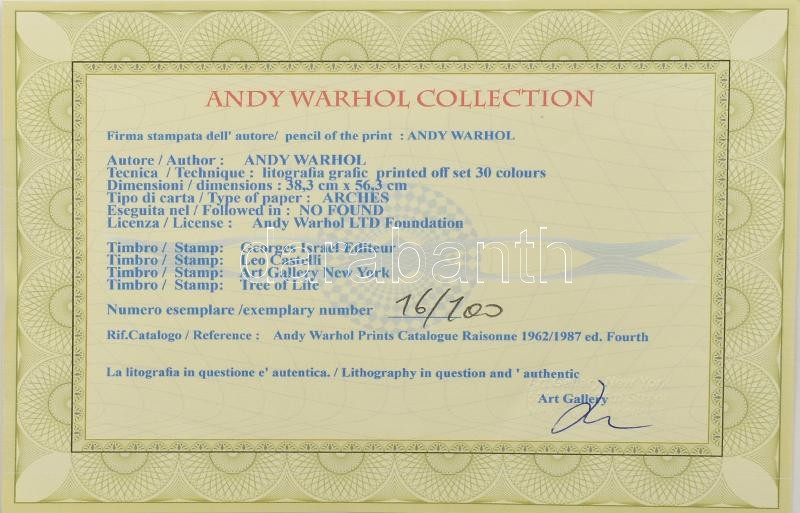 ANDY WARHOL COLLECTION
Firma stampata dell' autore/ pencil of the print : ANDY WARHOL
Autore / Author : ANDY WARHOL
Tecnica / Technique : litografia grafic printed off set 30 colours
Dimensioni / dimensions : 38,3 cm x 56,3 cm
Tipo di carta / Type of paper : ARCHES
Eseguita nel / Followed in : NO FOUND
Licenza / License : Andy Warhol LTD Foundation
Timbro / Stamp: Georges Israel Editeur
darabanth
Timbro / Stamp: Leo Castelli
Timbro / Stamp: Art Gallery New York
Timbro / Stamp: Tree of Life
Numero esemplare /exemplary number 16/100
Rif.Catalogo / Reference : Andy Warhol Prints Catalogue Raisonne 1962/1987 ed. Fourth
La litografia in questione e' autentica. / Lithography in question and ' authentic
Art Gallery